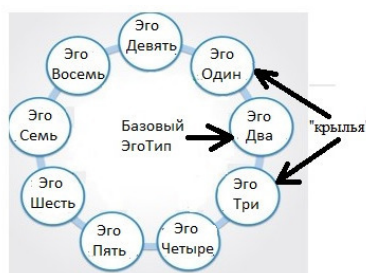 Эго
Девять
Эго
Один
Эго
Два
Эго
Три
Эго
Четыре
Эго
Пять
Эго
Шесть
Эго
Семь
Эго
Восемь
Базовый
ЭгоТип
"крылья"